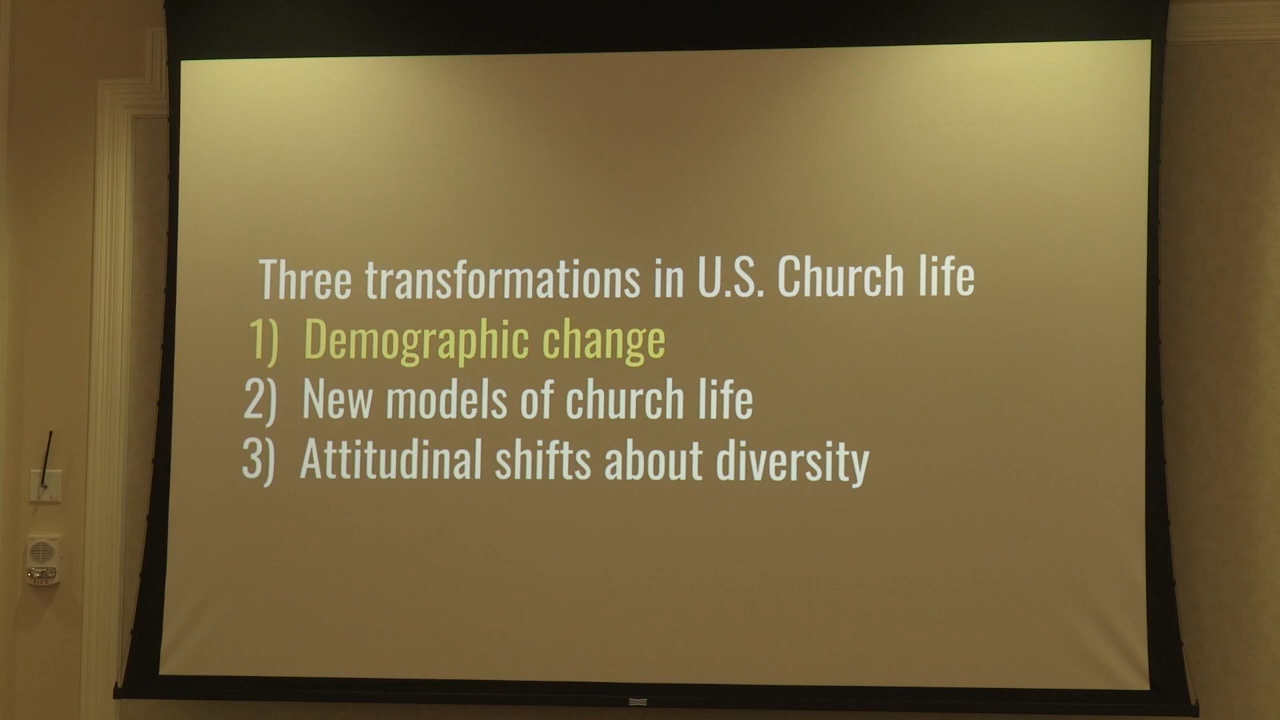 Three transformations in U.S. Church life
1) Demographic change
2) New models of church life
3) Attitudinal shifts about diversity